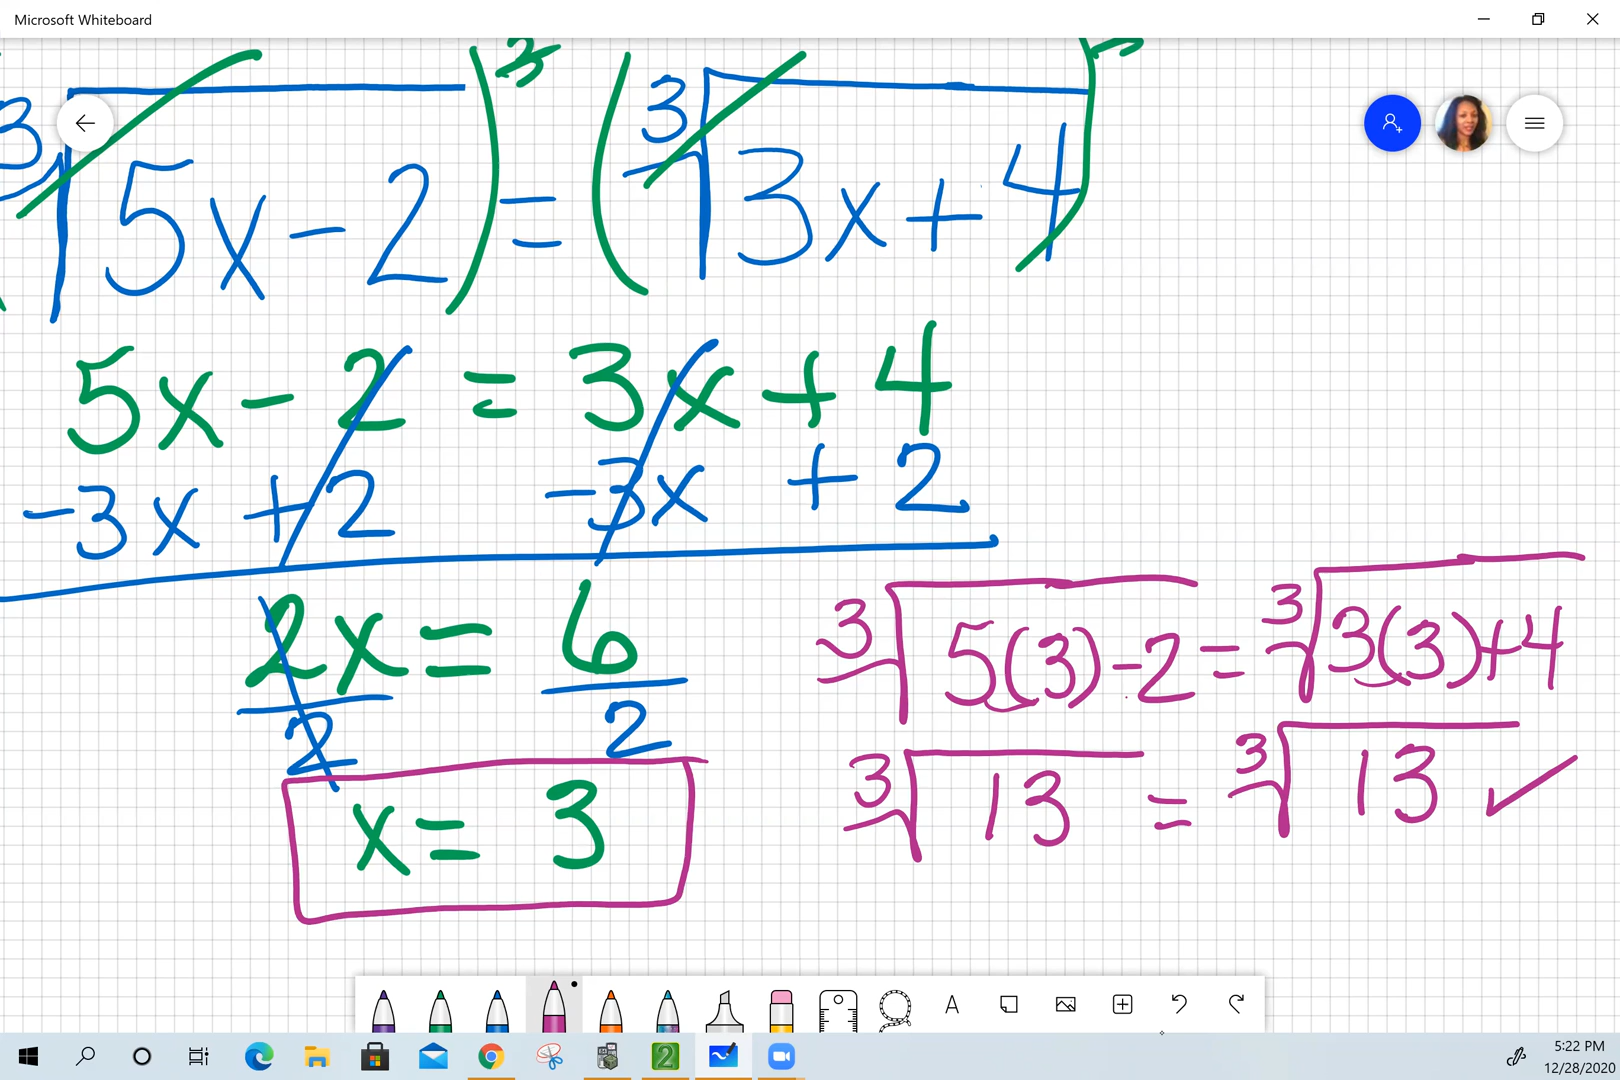 Microsoft Whiteboard
(∛5x-2)³ = (∛3x+4)
5x - 2 = 3x + 4
-3x + 2 -3x + 2
2x = 6
2 2
x = 3
∛5(3)-2 = ∛3(3)+4
∛13 = ∛13 ✓
A
2
5:22 PM
12/28/2020